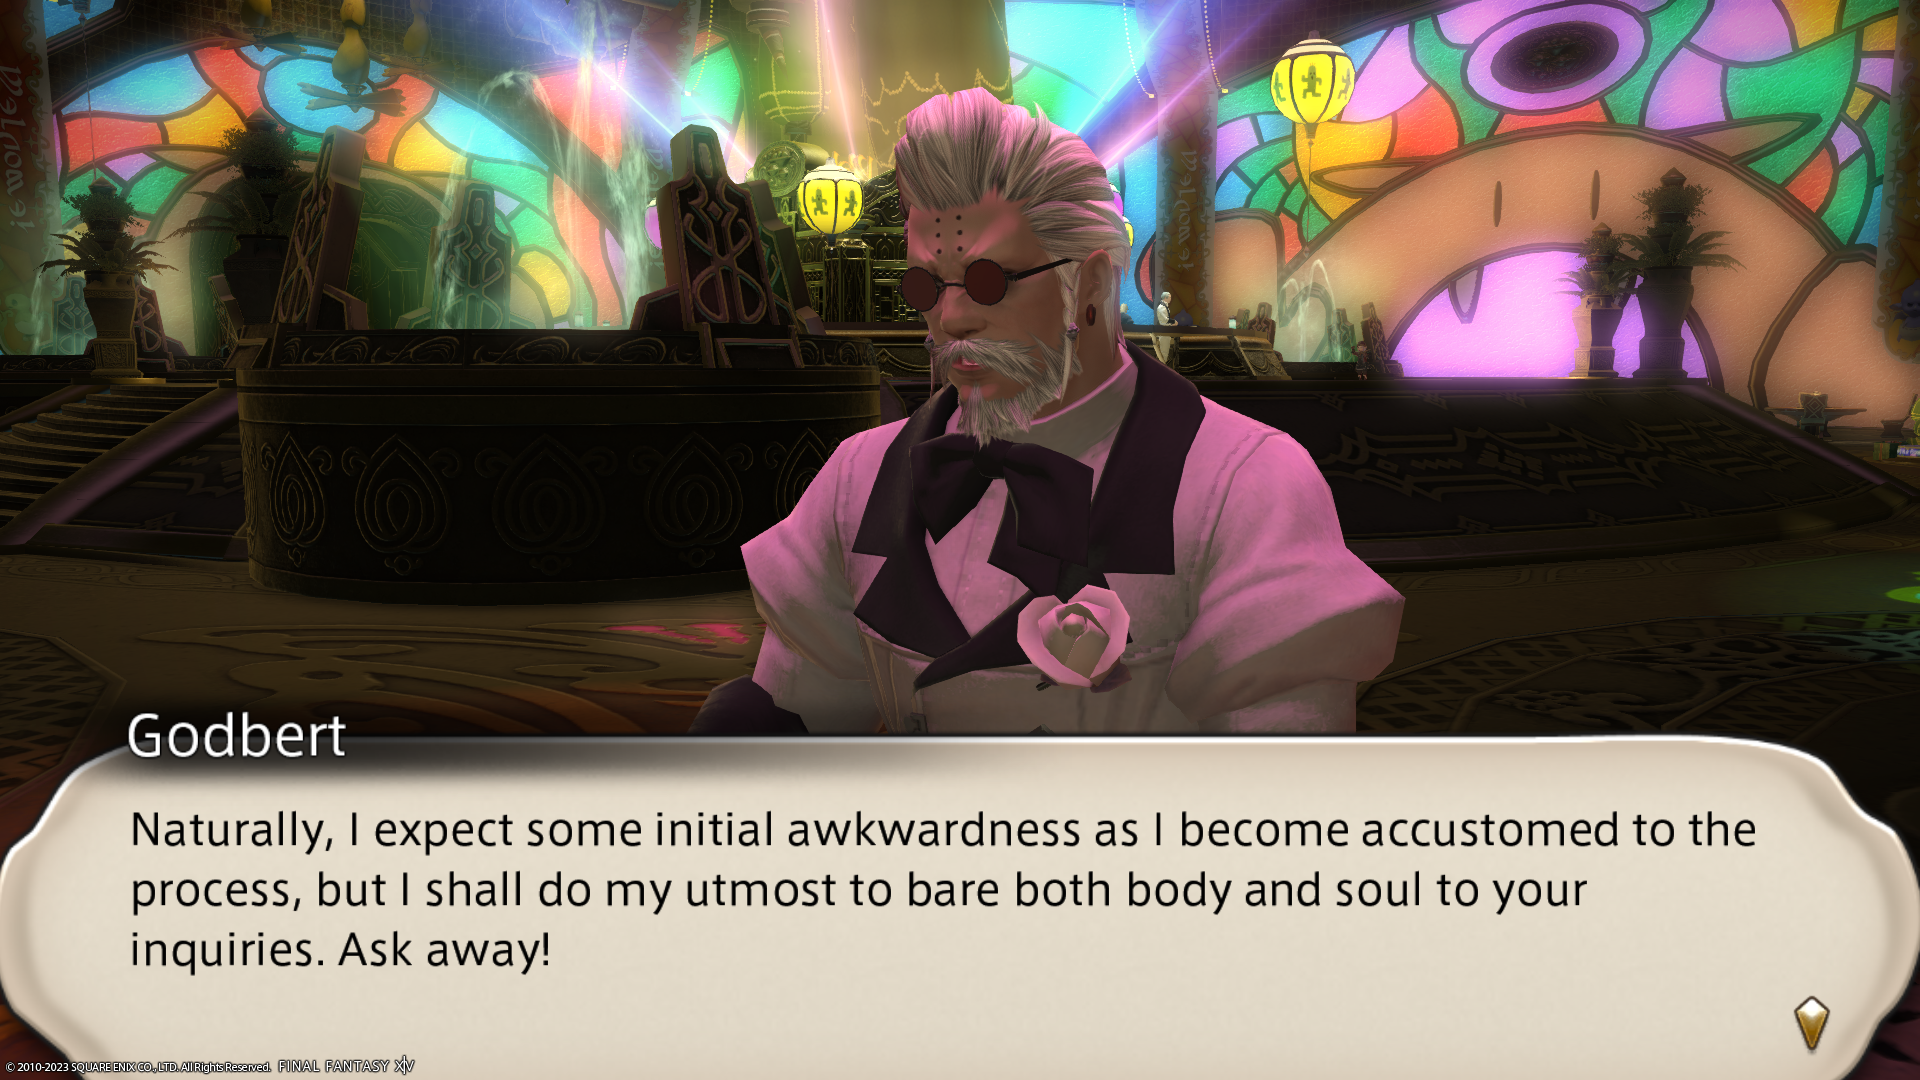 Godbert
Naturally, I expect some initial awkwardness as I become accustomed to the
process, but I shall do my utmost to bare both body and soul to your
inquiries. Ask away!
© 2010-2023 SQUARE ENIX CO., LTD. All Rights Reserved. FINAL FANTASY XIV